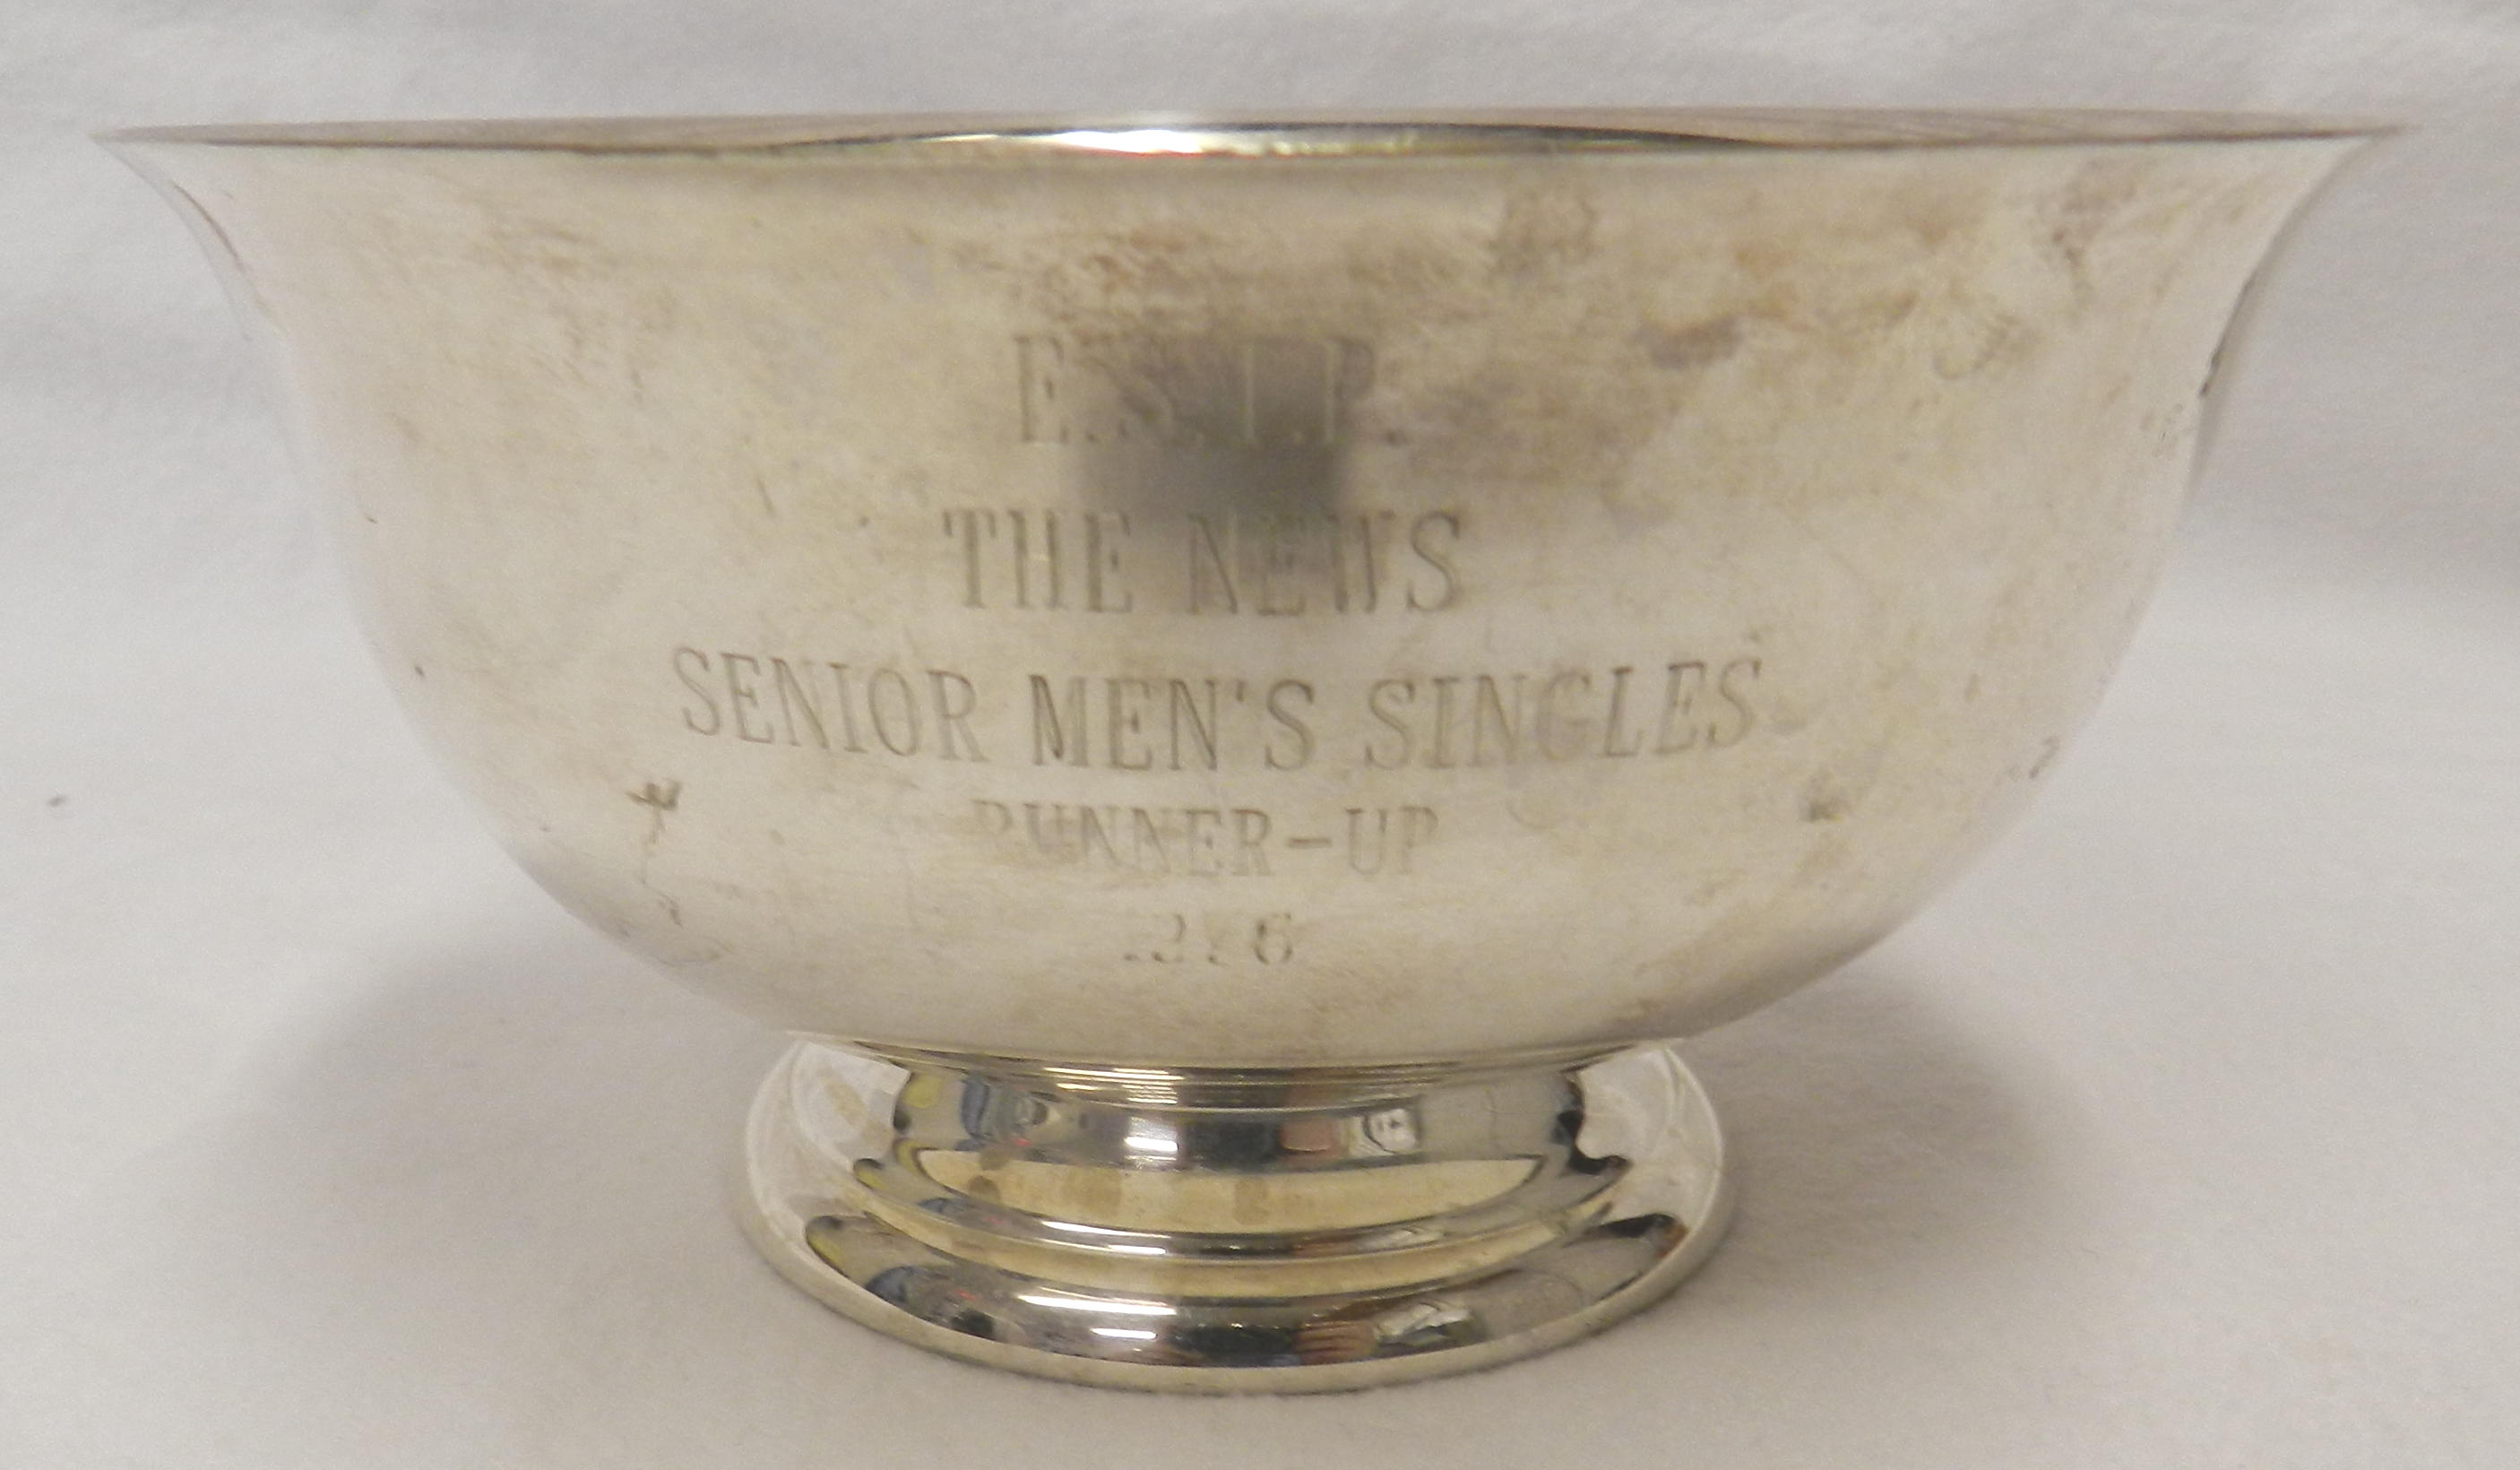 THE NEWS
SENIOR MEN'S SINGLES
RUNNER-UP